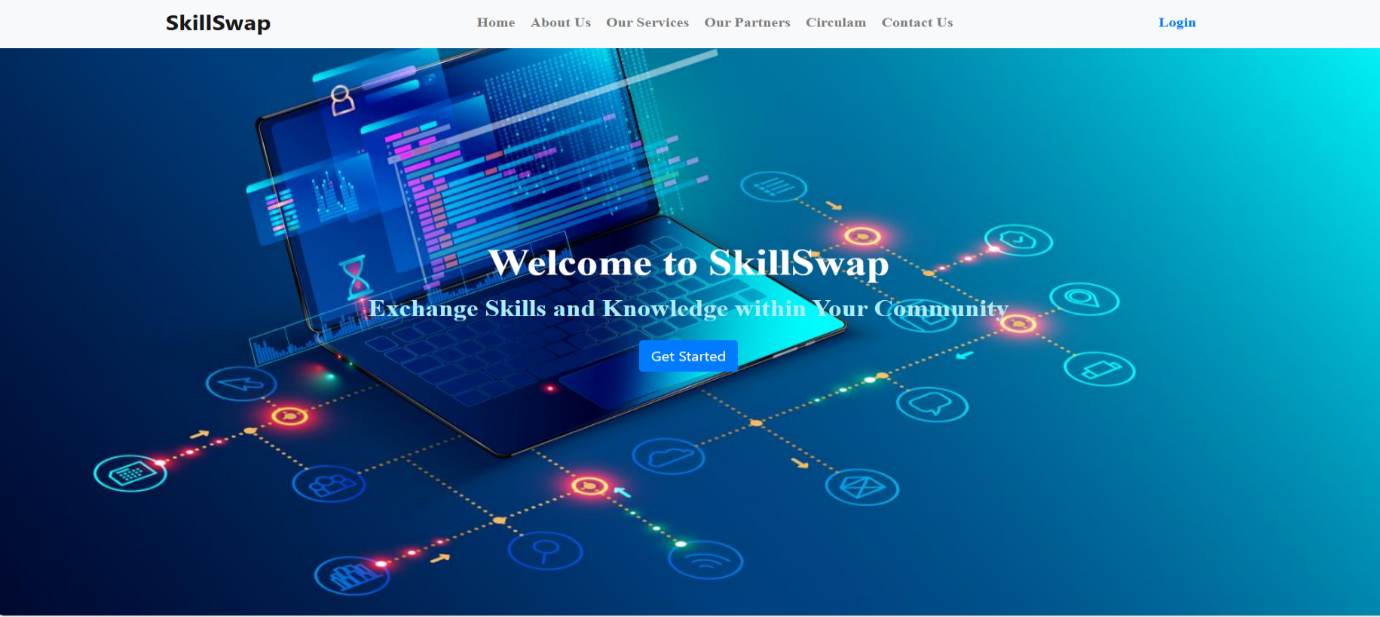 SkillSwap
Home About Us Our Services Our Partners Circulam Contact Us
Login
Welcome to SkillSwap
Exchange Skills and Knowledge within Your Community
Get Started